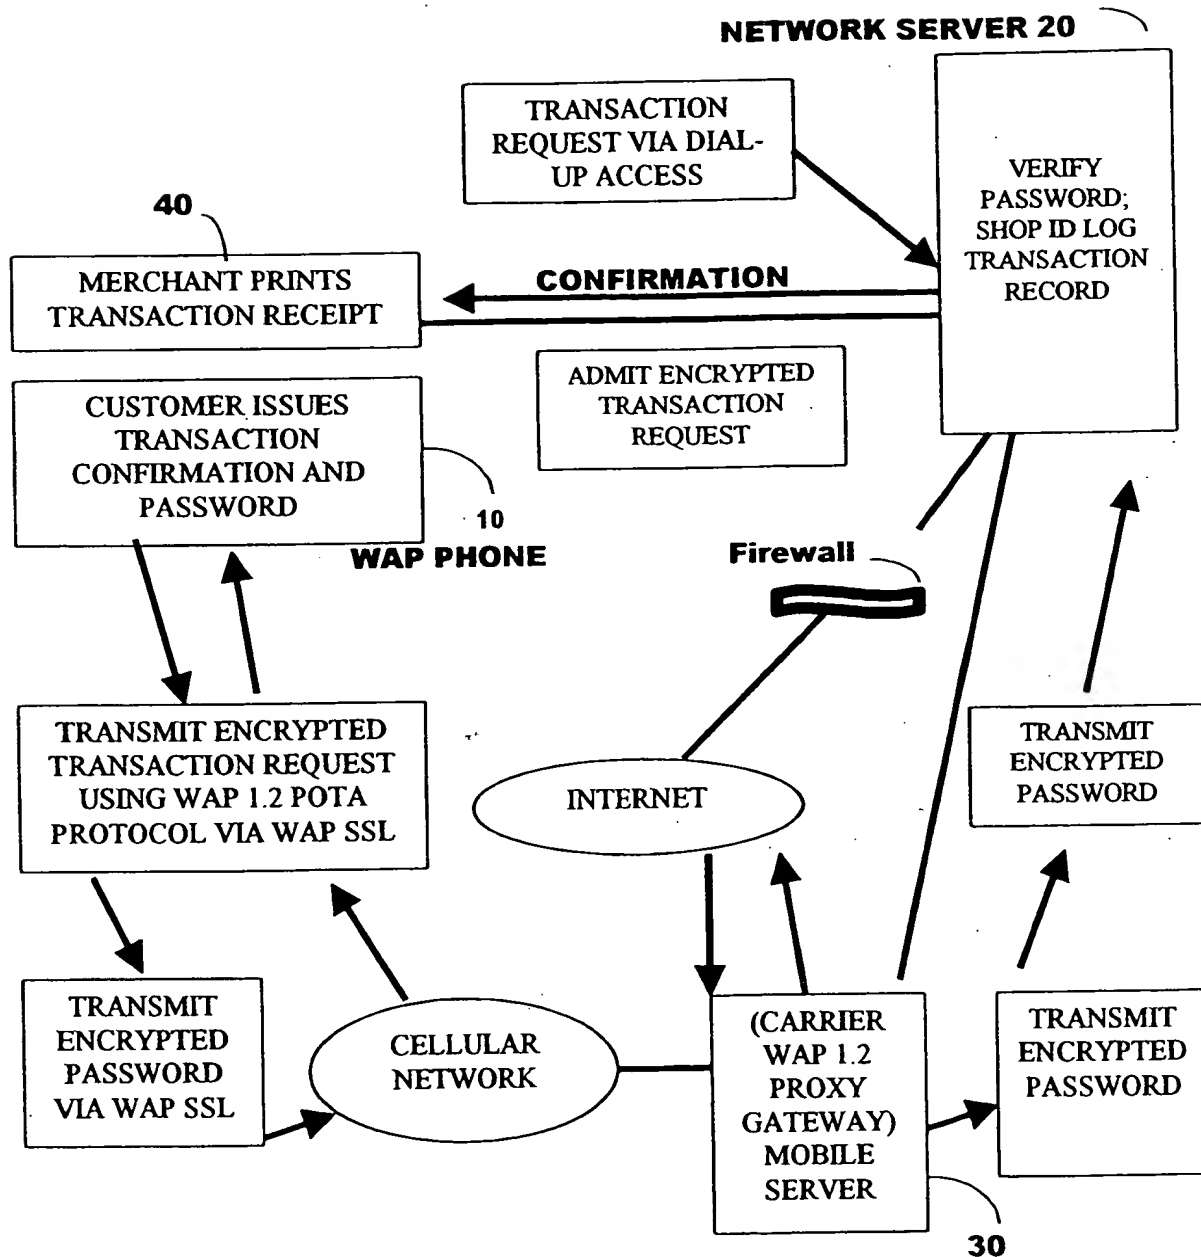 NETWORK SERVER 20
TRANSACTION
REQUEST VIA DIAL-
UP ACCESS
VERIFY
PASSWORD;
SHOP ID LOG
TRANSACTION
RECORD
40
MERCHANT PRINTS
TRANSACTION RECEIPT
CONFIRMATION
ADMIT ENCRYPTED
TRANSACTION
REQUEST
CUSTOMER ISSUES
TRANSACTION
CONFIRMATION AND
PASSWORD
10
WAP PHONE
Firewall
TRANSMIT ENCRYPTED
TRANSACTION REQUEST
USING WAP 1.2 POTA
PROTOCOL VIA WAP SSL
INTERNET
TRANSMIT
ENCRYPTED
PASSWORD
TRANSMIT
ENCRYPTED
PASSWORD
VIA WAP SSL
CELLULAR
NETWORK
(CARRIER
WAP 1.2
PROXY
GATEWAY)
MOBILE
SERVER
TRANSMIT
ENCRYPTED
PASSWORD
30